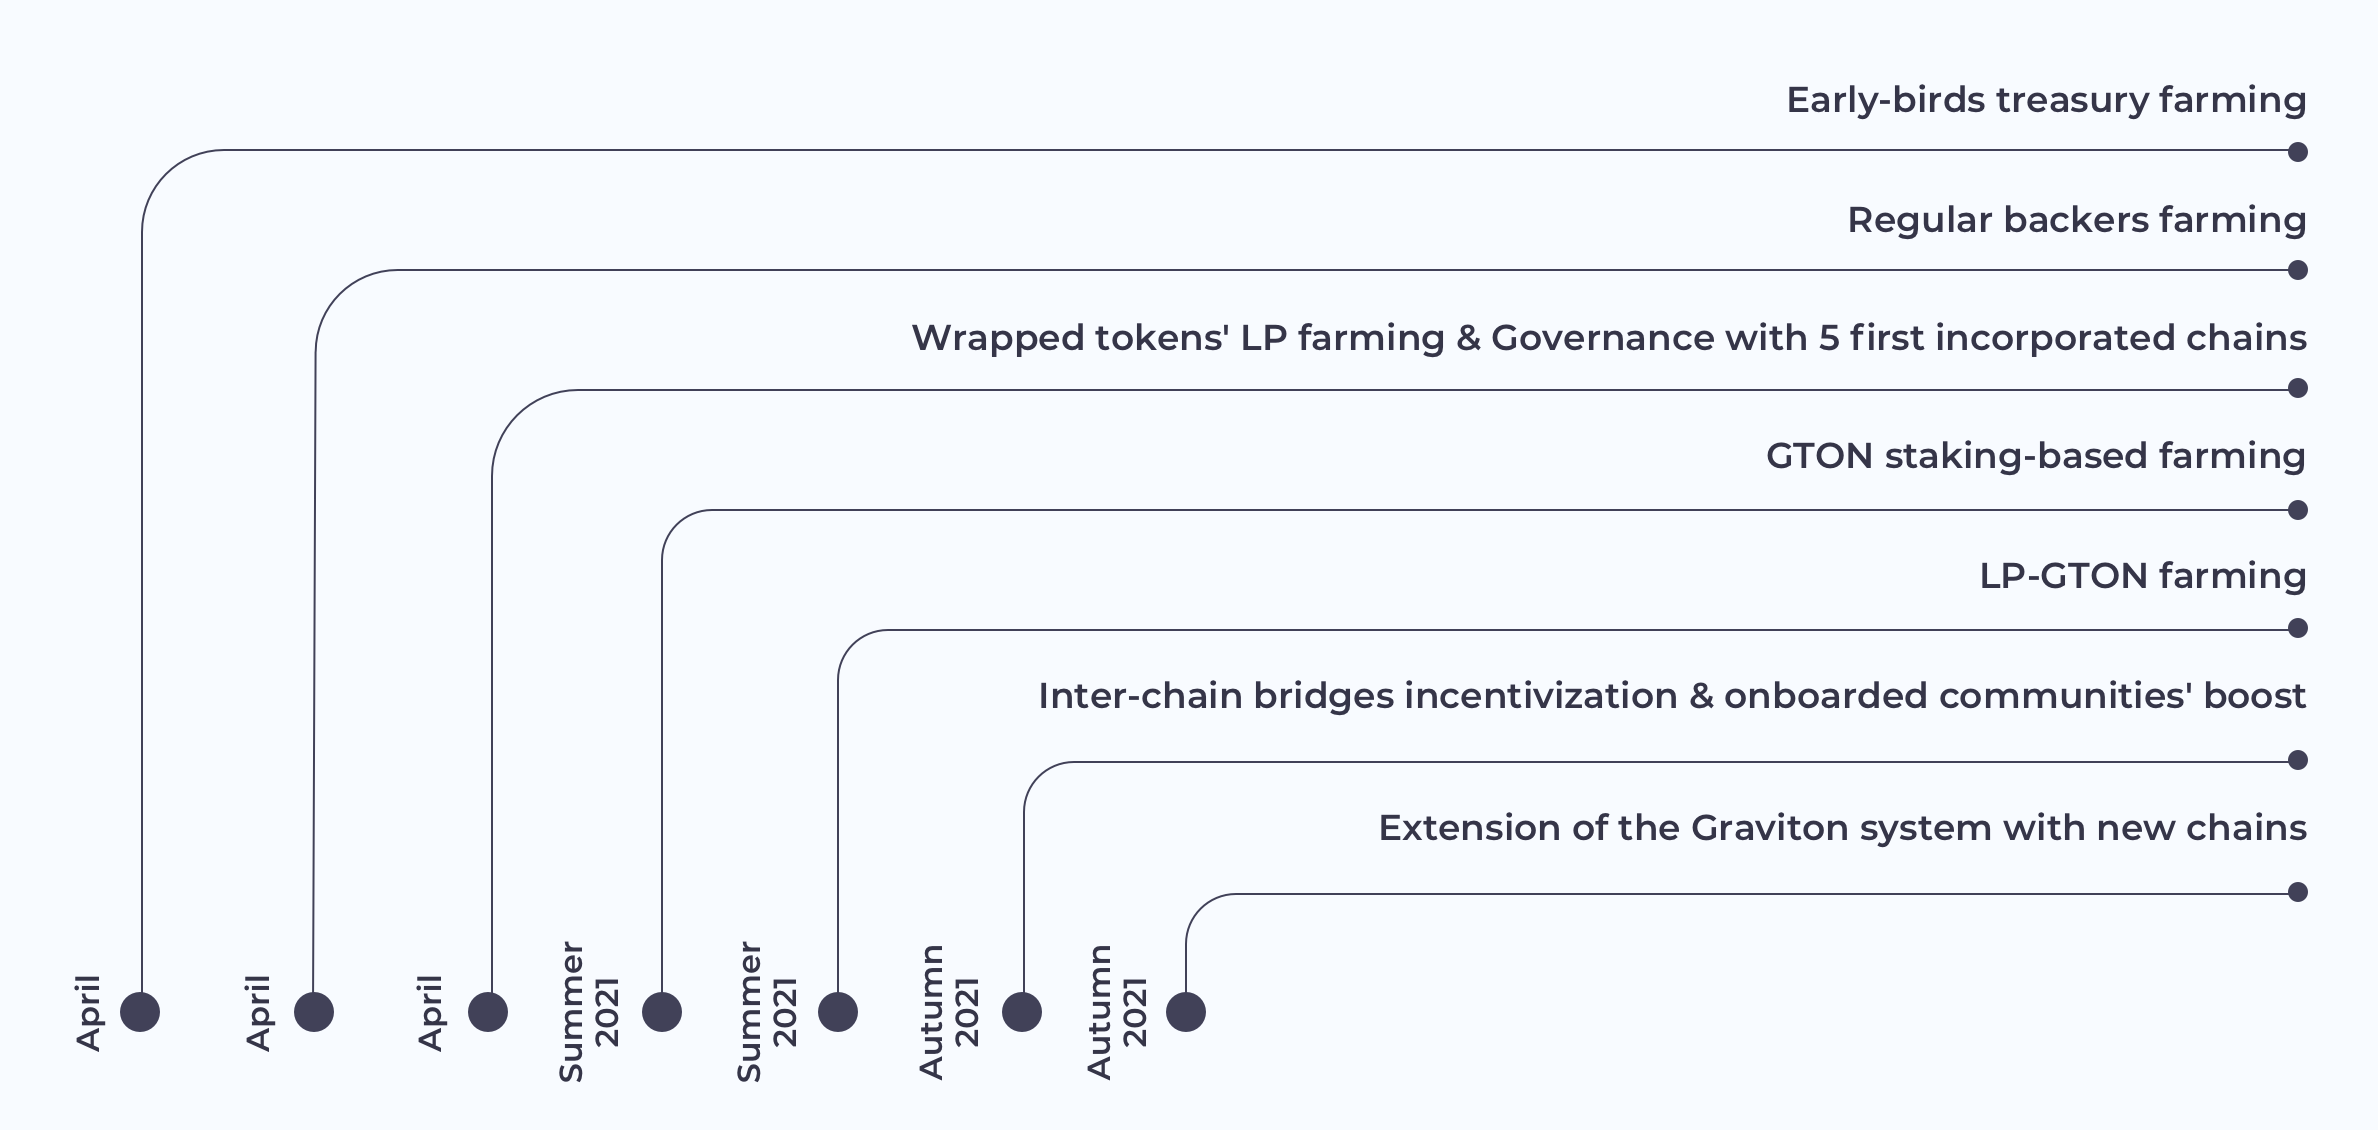 Early-birds treasury farming
Regular backers farming
Wrapped tokens' LP farming & Governance with 5 first incorporated chains
GTON staking-based farming
LP-GTON farming
Inter-chain bridges incentivization & onboarded communities' boost
Extension of the Graviton system with new chains
April
April
April
Summer
2021
Summer
2021
Autumn
2021
Autumn
2021